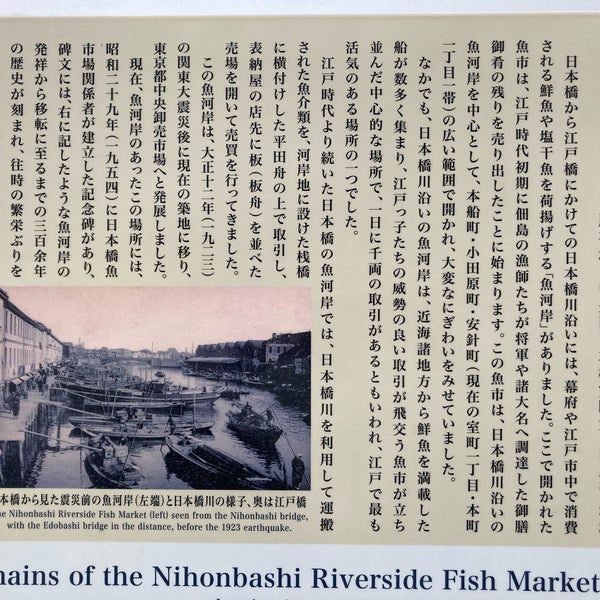 日本橋から江戸橋にかけての日本橋川沿いには、幕府や江戸市中で消費
される鮮魚や塩干魚を荷揚げする「魚河岸」がありました。ここで開かれた
魚市は、江戸時代初期に佃島の漁師たちが将軍や諸大名へ調達した御膳
御肴の残りを売り出したことに始まります。この魚市は、日本橋川沿いの
魚河岸を中心として、本船町・小田原町・安針町(現在の室町一丁目・本町
一丁目一帯)の広い範囲で開かれ、大変なにぎわいをみせていました。
なかでも、日本橋川沿いの魚河岸は、近海諸地方から鮮魚を満載した
船が数多く集まり、江戸っ子たちの威勢の良い取引が飛交う魚市が立ち
並んだ中心的な場所で、一日に千両の取引があるともいわれ、江戸で最も
活気のある場所の一つでした。
江戸時代より続いた日本橋の魚河岸では、日本橋川を利用して運搬
された魚介類を、河岸地に設けた桟橋
に横付けした平田舟の上で取引し、
表納屋の店先に板(板舟)を並べた
売場を開いて売買を行ってきました。
この魚河岸は、大正十二年(一九二三)
の関東大震災後に現在の築地に移り、
東京都中央卸売市場へと発展しました。
現在、魚河岸のあったこの場所には、
昭和二十九年(一九五四)に日本橋魚
市場関係者が建立した記念碑があり、
碑文には、右に記したような魚河岸の
発祥から移転に至るまでの三百余年
の歴史が刻まれ、往時の繁栄ぶりを
本橋から見た震災前の魚河岸(左端)と日本橋川の様子、奥は江戸橋
he Nihonbashi Riverside Fish Market (left) seen from the Nihonbashi bridge,
with the Edobashi bridge in the distance, before the 1923 earthquake.
mains of the Nihonbashi Riverside Fish Market